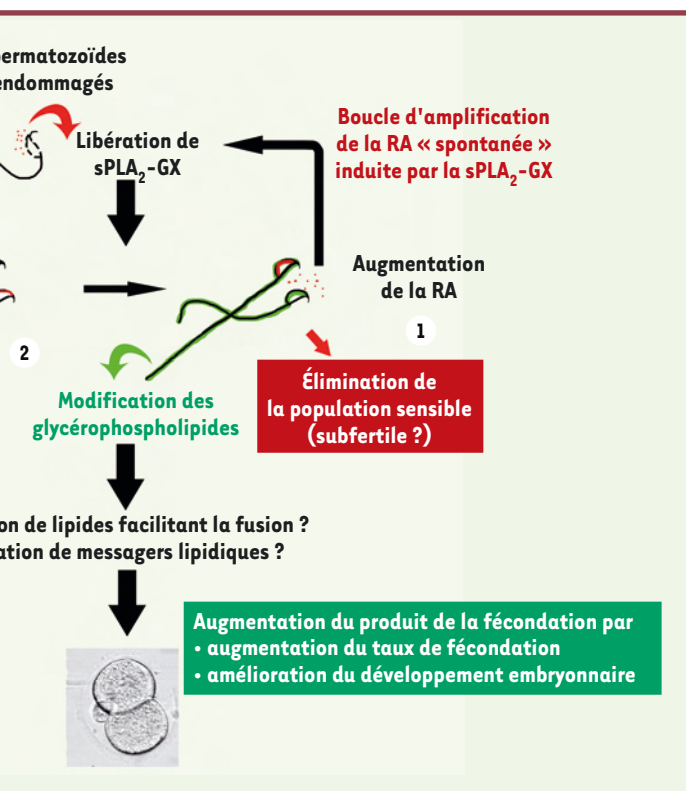 permatozoïdes
endommagés
Libération de
sPLA2-GX
Boucle d'amplification
de la RA « spontanée »
induite par la sPLA2-GX
Augmentation
de la RA
1
2
Élimination de
la population sensible
(subfertile ?)
Modification des
glycérophospholipides
on de lipides facilitant la fusion ?
ation de messagers lipidiques ?
Augmentation du produit de la fécondation par
• augmentation du taux de fécondation
• amélioration du développement embryonnaire